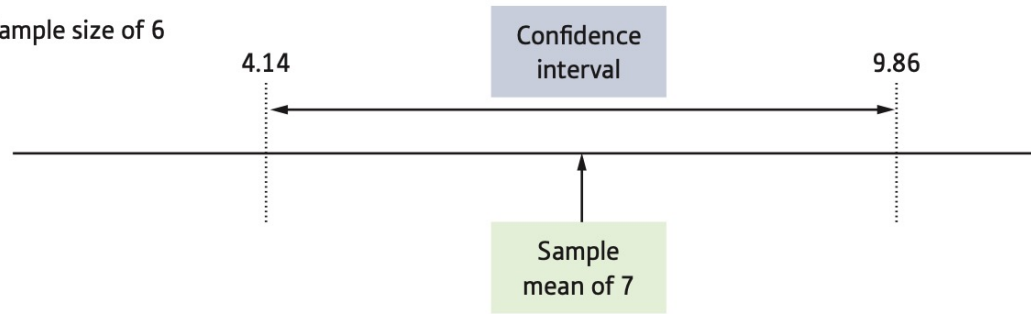 ample size of 6
4.14
Confidence
interval
9.86
Sample
mean of 7